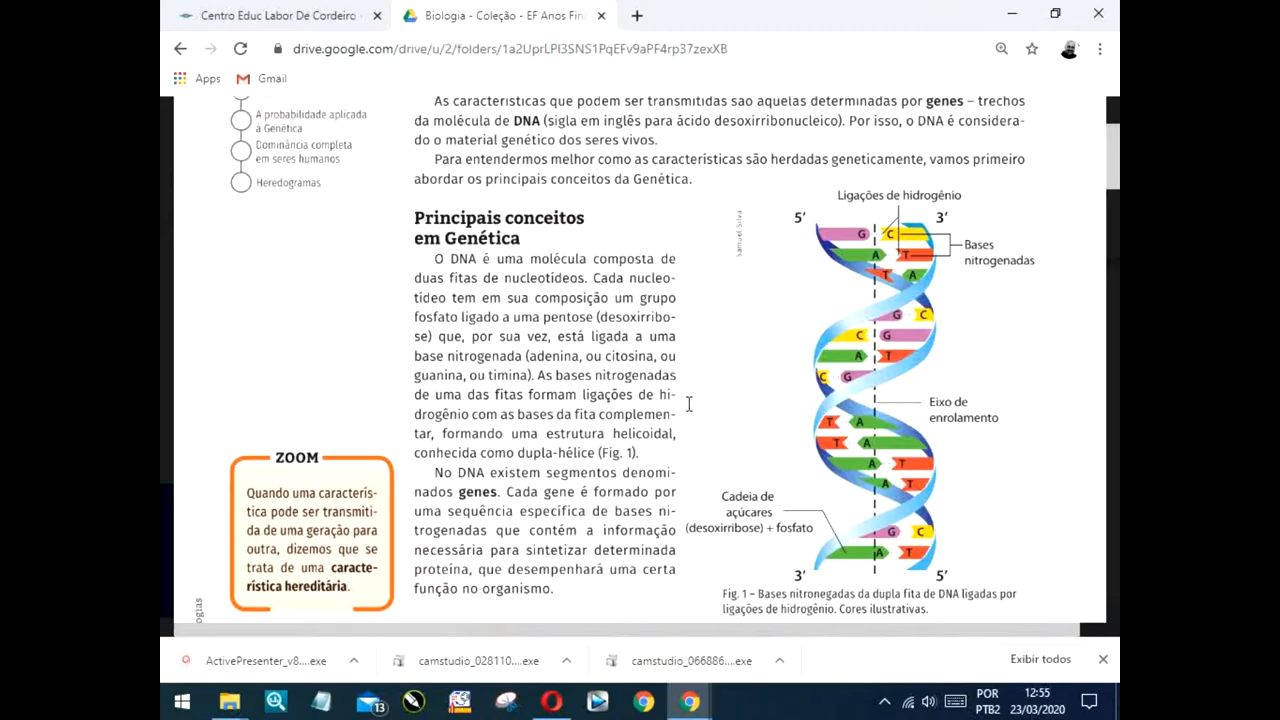 Centro Educ Labor De Cordeiro
Biologia - Coleção - EF Anos Fin
drive.google.com/drive/u/2/folders/1a2UprLPI3SNS1PqEFv9aPF4rp37zexXB
Apps
Gmail
A probabilidade aplicada
à Genética
Dominância completa
em seres humanos
Heredogramas
As características que podem ser transmitidas são aquelas determinadas por genes – trechos
da molécula de DNA (sigla em inglês para ácido desoxirribonucleico). Por isso, o DNA é considera-
do o material genético dos seres vivos.
Para entendermos melhor como as características são herdadas geneticamente, vamos primeiro
abordar os principais conceitos da Genética.
Principais conceitos
em Genética
O DNA é uma molécula composta de
duas fitas de nucleotídeos. Cada nucleo-
tídeo tem em sua composição um grupo
fosfato ligado a uma pentose (desoxirribo-
se) que, por sua vez, está ligada a uma
base nitrogenada (adenina, ou citosina, ou
guanina, ou timina). As bases nitrogenadas
de uma das fitas formam ligações de hi-
drogênio com as bases da fita complemen-
tar, formando uma estrutura helicoidal,
conhecida como dupla-hélice (Fig. 1).
No DNA existem segmentos denomi-
nados genes. Cada gene é formado por
uma sequência específica de bases ni-
trogenadas que contém a informação
necessária para sintetizar determinada
proteína, que desempenhará uma certa
função no organismo.
ZOOM
Quando uma caracterís-
tica pode ser transmiti-
da de uma geração para
outra, dizemos que se
trata de uma caracte-
rística hereditária.
ogias
Samuel Silva
Ligações de hidrogênio
5’ 3’
G C
A T
T A
G C
C G
A T
C G
T A
T A
A T
A T
G C
A T
Bases
nitrogenadas
Eixo de
enrolamento
Cadeia de
açúcares
(desoxirribose) + fosfato
3’ 5’
Fig. 1 – Bases nitronegadas da dupla fita de DNA ligadas por
ligações de hidrogênio. Cores ilustrativas.
ActivePresenter_v8....exe
camstudio_028110....exe
camstudio_066886....exe
Exibir todos
13
POR
PTB2
12:55
23/03/2020